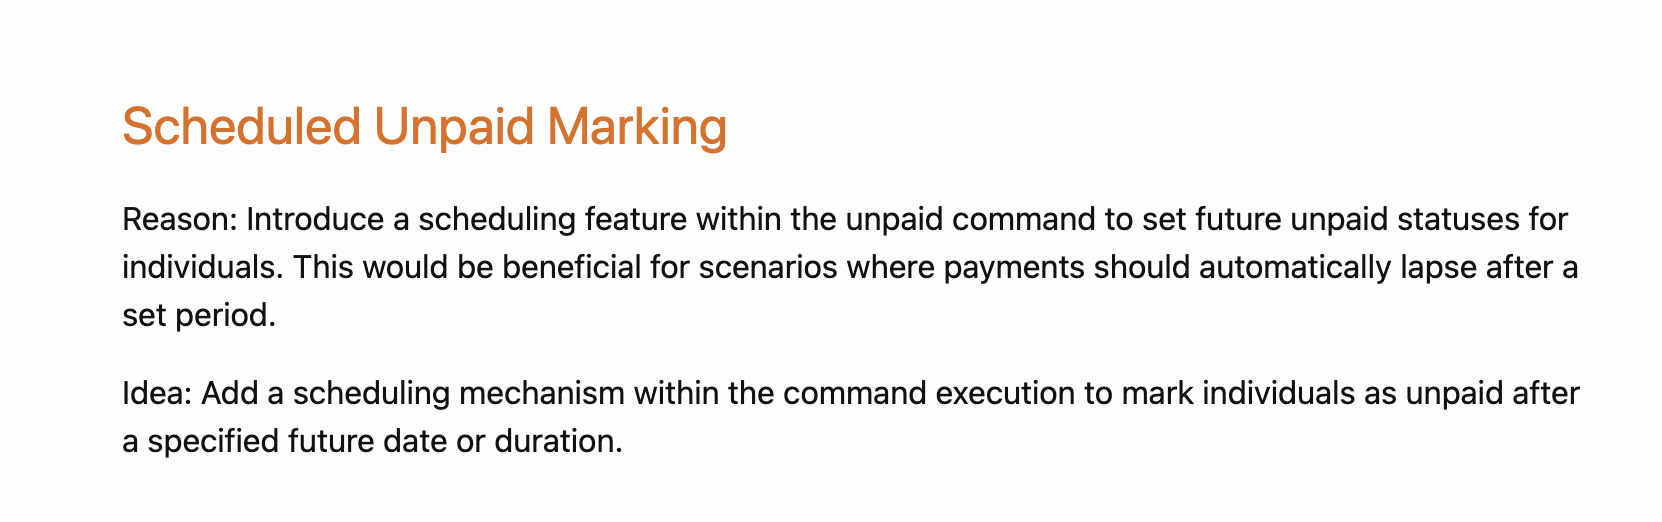 Scheduled Unpaid Marking
Reason: Introduce a scheduling feature within the unpaid command to set future unpaid statuses for
individuals. This would be beneficial for scenarios where payments should automatically lapse after a
set period.
Idea: Add a scheduling mechanism within the command execution to mark individuals as unpaid after
a specified future date or duration.